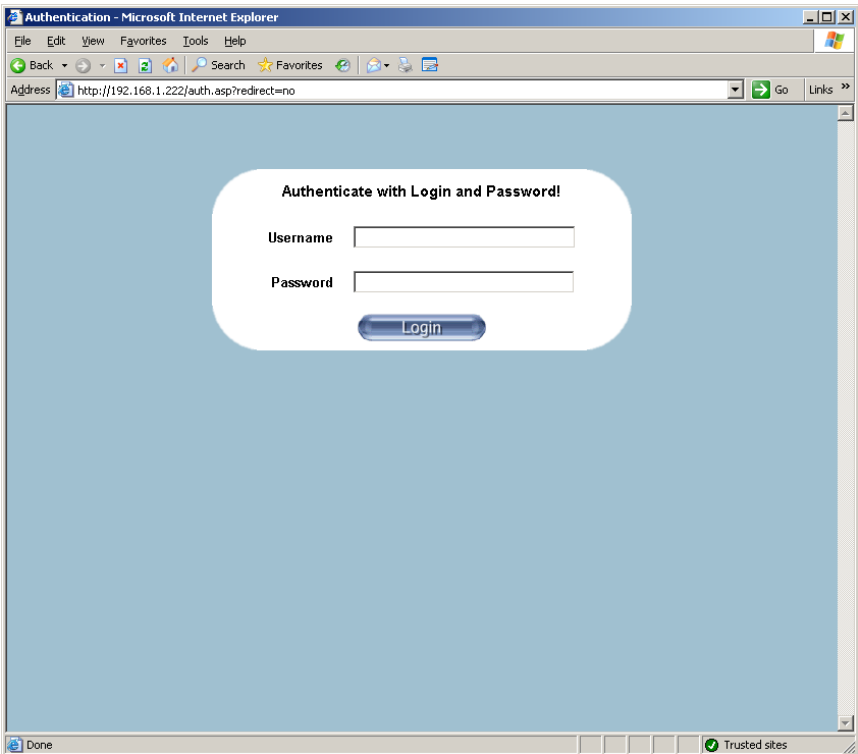 Authentication - Microsoft Internet Explorer
File Edit View Favorites Tools Help
Back Search Favorites
Address http://192.168.1.222/auth.asp?redirect=no Go Links »
Authenticate with Login and Password!
Username
Password
Login
Done Trusted sites